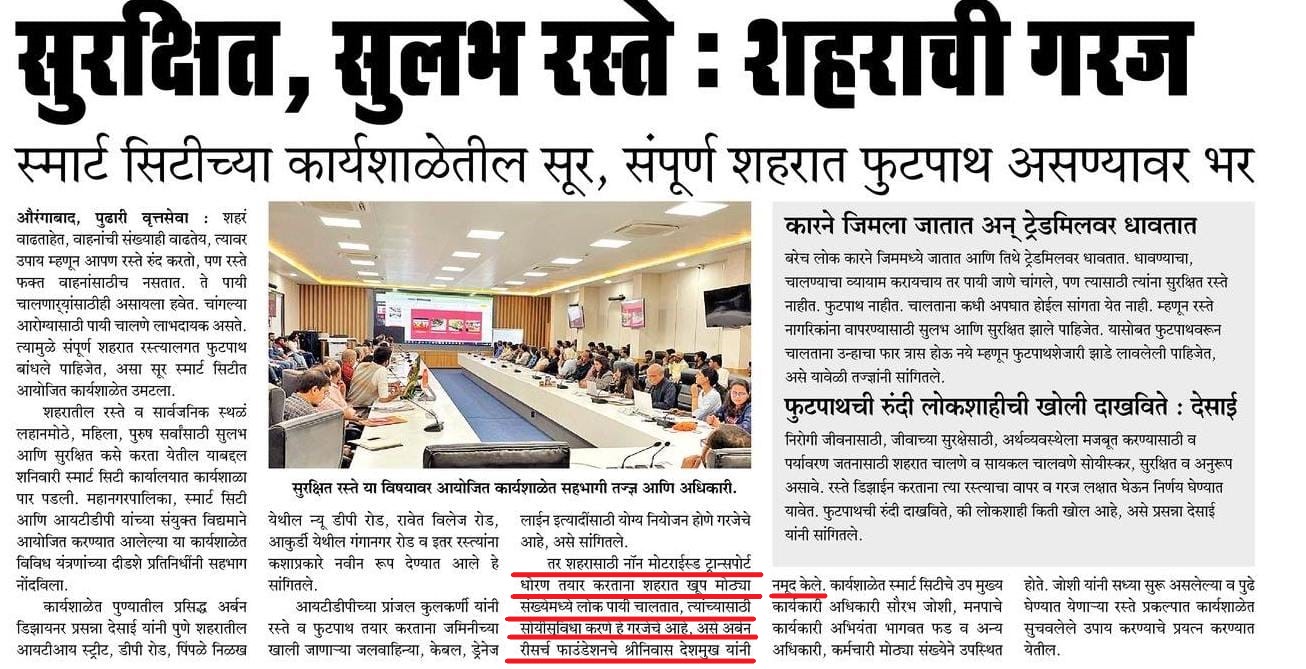 सुरक्षित, सुलभ रस्ते : शहराची गरज
स्मार्ट सिटीच्या कार्यशाळेतील सूर, संपूर्ण शहरात फुटपाथ असण्यावर भर
औरंगाबाद, पुढारी वृत्तसेवा : शहरं
वाढताहेत, वाहनांची संख्याही वाढतेय, त्यावर
उपाय म्हणून आपण रस्ते रुंद करतो, पण रस्ते
फक्त वाहनांसाठीच नसतात. ते पायी
चालणाऱ्यांसाठीही असायला हवेत. चांगल्या
आरोग्यासाठी पायी चालणे लाभदायक असते.
त्यामुळे संपूर्ण शहरात रस्त्यालगत फुटपाथ
बांधले पाहिजेत, असा सूर स्मार्ट सिटीत
आयोजित कार्यशाळेत उमटला.
शहरातील रस्ते व सार्वजनिक स्थळं
लहानमोठे, महिला, पुरुष सर्वांसाठी सुलभ
आणि सुरक्षित कसे करता येतील याबद्दल
शनिवारी स्मार्ट सिटी कार्यालयात कार्यशाळा
पार पडली. महानगरपालिका, स्मार्ट सिटी
आणि आयटीडीपी यांच्या संयुक्त विद्यमाने
आयोजित करण्यात आलेल्या या कार्यशाळेत
विविध यंत्रणांच्या दीडशे प्रतिनिधींनी सहभाग
नोंदविला.
कार्यशाळेत पुण्यातील प्रसिद्ध अर्बन
डिझायनर प्रसन्ना देसाई यांनी पुणे शहरातील
आयटीआय स्ट्रीट, डीपी रोड, पिंपळे निळख
सुरक्षित रस्ते या विषयावर आयोजित कार्यशाळेत सहभागी तज्ज्ञ आणि अधिकारी.
येथील न्यू डीपी रोड, रावेत विलेज रोड,
आकुर्डी येथील गंगानगर रोड व इतर रस्त्यांना
कशाप्रकारे नवीन रूप देण्यात आले हे
सांगितले.
आयटीडीपीच्या प्रांजल कुलकर्णी यांनी
रस्ते व फुटपाथ तयार करताना जमिनीच्या
खाली जाणाऱ्या जलवाहिन्या, केबल, ड्रेनेज
लाईन इत्यादींसाठी योग्य नियोजन होणे गरजेचे
आहे, असे सांगितले.
तर शहरासाठी नॉन मोटराईस्ड ट्रान्सपोर्ट
धोरण तयार करताना शहरात खूप मोठ्या
संख्येमध्ये लोक पायी चालतात, त्यांच्यासाठी
सोयीसुविधा करणे हे गरजेचे आहे, असे अर्बन
रीसर्च फाउंडेशनचे श्रीनिवास देशमुख यांनी
कारने जिमला जातात अन् ट्रेडमिलवर धावतात
बरेच लोक कारने जिममध्ये जातात आणि तिथे ट्रेडमिलवर धावतात. धावण्याचा,
चालण्याचा व्यायाम करायचाय तर पायी जाणे चांगले, पण त्यासाठी त्यांना सुरक्षित रस्ते
नाहीत. फुटपाथ नाहीत. चालताना कधी अपघात होईल सांगता येत नाही. म्हणून रस्ते
नागरिकांना वापरण्यासाठी सुलभ आणि सुरक्षित झाले पाहिजेत. यासोबत फुटपाथवरून
चालताना उन्हाचा फार त्रास होऊ नये म्हणून फुटपाथशेजारी झाडे लावलेली पाहिजेत,
असे यावेळी तज्ज्ञांनी सांगितले.
फुटपाथची रुंदी लोकशाहीची खोली दाखविते : देसाई
निरोगी जीवनासाठी, जीवाच्या सुरक्षेसाठी, अर्थव्यवस्थेला मजबूत करण्यासाठी व
पर्यावरण जतनासाठी शहरात चालणे व सायकल चालवणे सोयीस्कर, सुरक्षित व अनुरूप
असावे. रस्ते डिझाईन करताना त्या रस्त्याचा वापर व गरज लक्षात घेऊन निर्णय घेण्यात
यावेत. फुटपाथची रुंदी दाखविते, की लोकशाही किती खोल आहे, असे प्रसन्ना देसाई
यांनी सांगितले.
नमूद केले. कार्यशाळेत स्मार्ट सिटीचे उप मुख्य
कार्यकारी अधिकारी सौरभ जोशी, मनपाचे
कार्यकारी अभियंता भागवत फड व अन्य
अधिकारी, कर्मचारी मोठ्या संख्येने उपस्थित
होते. जोशी यांनी सध्या सुरू असलेल्या व पुढे
घेण्यात येणाऱ्या रस्ते प्रकल्पात कार्यशाळेत
सुचवलेले उपाय करण्याचे प्रयत्न करण्यात
येतील.